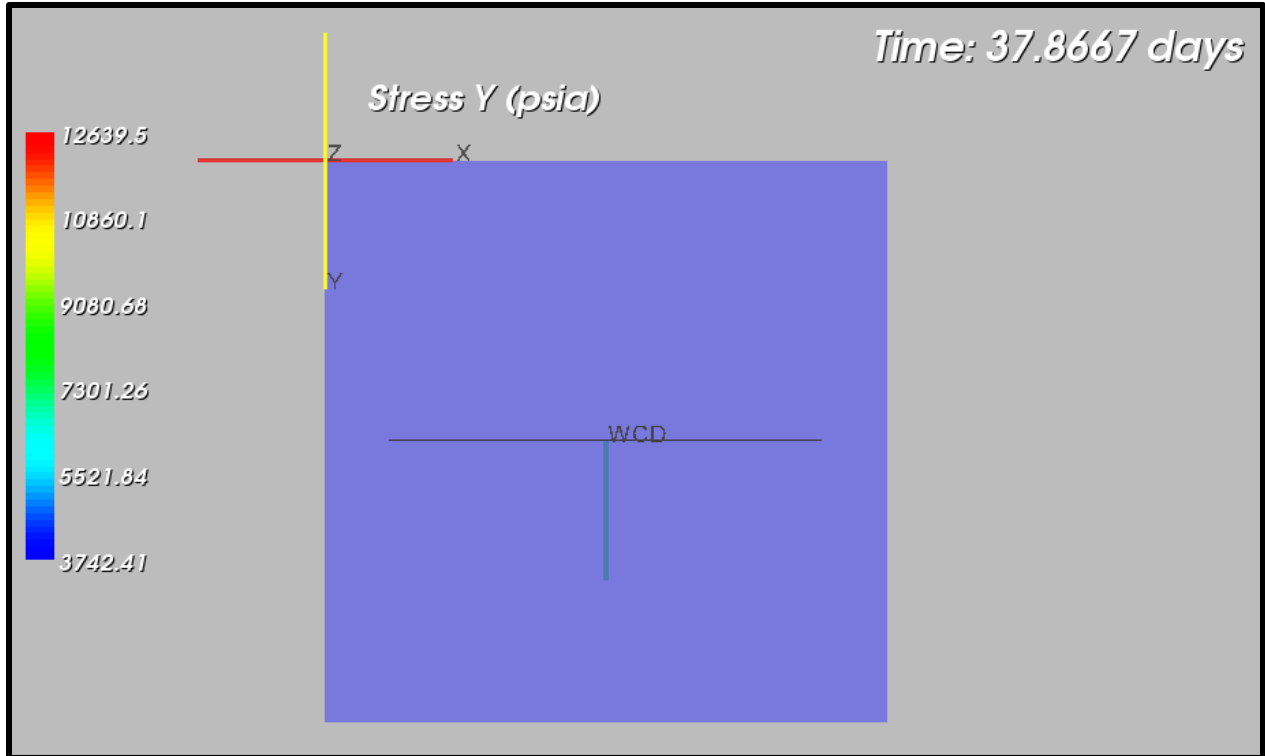 Time: 37.8667 days
Stress Y (psia)
12639.5
Z
X
10860.1
Y
9080.68
7301.26
WCD
5521.84
3742.41